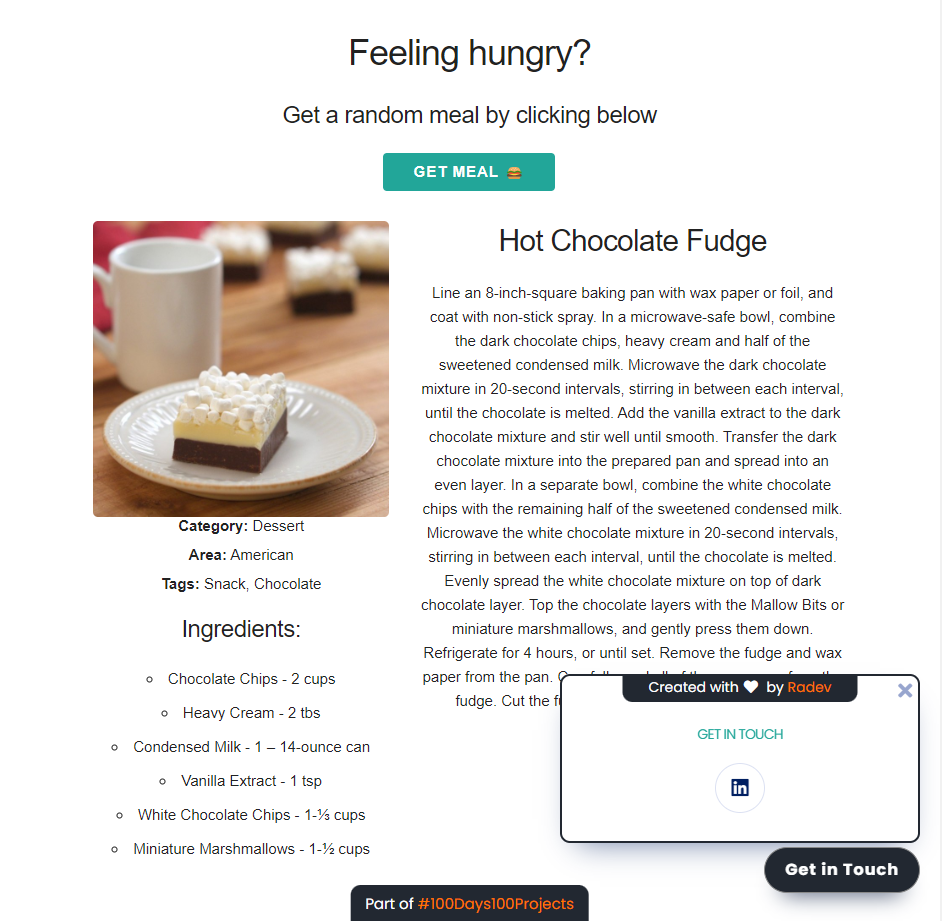 Feeling hungry?
Get a random meal by clicking below
GET MEAL 🍔
Hot Chocolate Fudge
Line an 8-inch-square baking pan with wax paper or foil, and
coat with non-stick spray. In a microwave-safe bowl, combine
the dark chocolate chips, heavy cream and half of the
sweetened condensed milk. Microwave the dark chocolate
mixture in 20-second intervals, stirring in between each interval,
until the chocolate is melted. Add the vanilla extract to the dark
chocolate mixture and stir well until smooth. Transfer the dark
chocolate mixture into the prepared pan and spread into an
even layer. In a separate bowl, combine the white chocolate
chips with the remaining half of the sweetened condensed milk.
Microwave the white chocolate mixture in 20-second intervals,
stirring in between each interval, until the chocolate is melted.
Evenly spread the white chocolate mixture on top of dark
chocolate layer. Top the chocolate layers with the Mallow Bits or
miniature marshmallows, and gently press them down.
Refrigerate for 4 hours, or until set. Remove the fudge and wax
paper from the pan.
fudge. Cut the
Category: Dessert
Area: American
Tags: Snack, Chocolate
Ingredients:
Chocolate Chips - 2 cups
Heavy Cream - 2 tbs
Condensed Milk - 1 – 14-ounce can
Vanilla Extract - 1 tsp
White Chocolate Chips - 1-⅓ cups
Miniature Marshmallows - 1-½ cups
Created with ♥ by Radev
GET IN TOUCH
in
Get in Touch
Part of #100Days100Projects